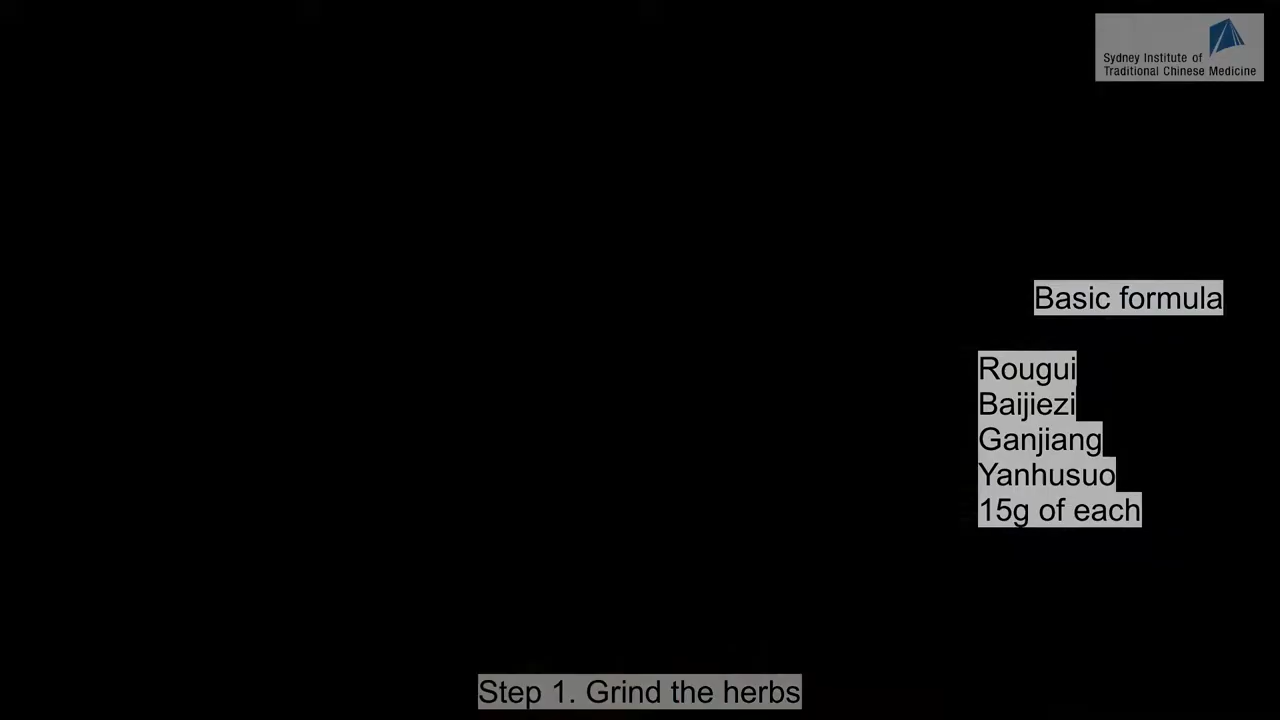 Sydney Institute of
Traditional Chinese Medicine
Basic formula
Rougui
Baijiezi
Ganjiang
Yanhusuo
15g of each
Step 1. Grind the herbs